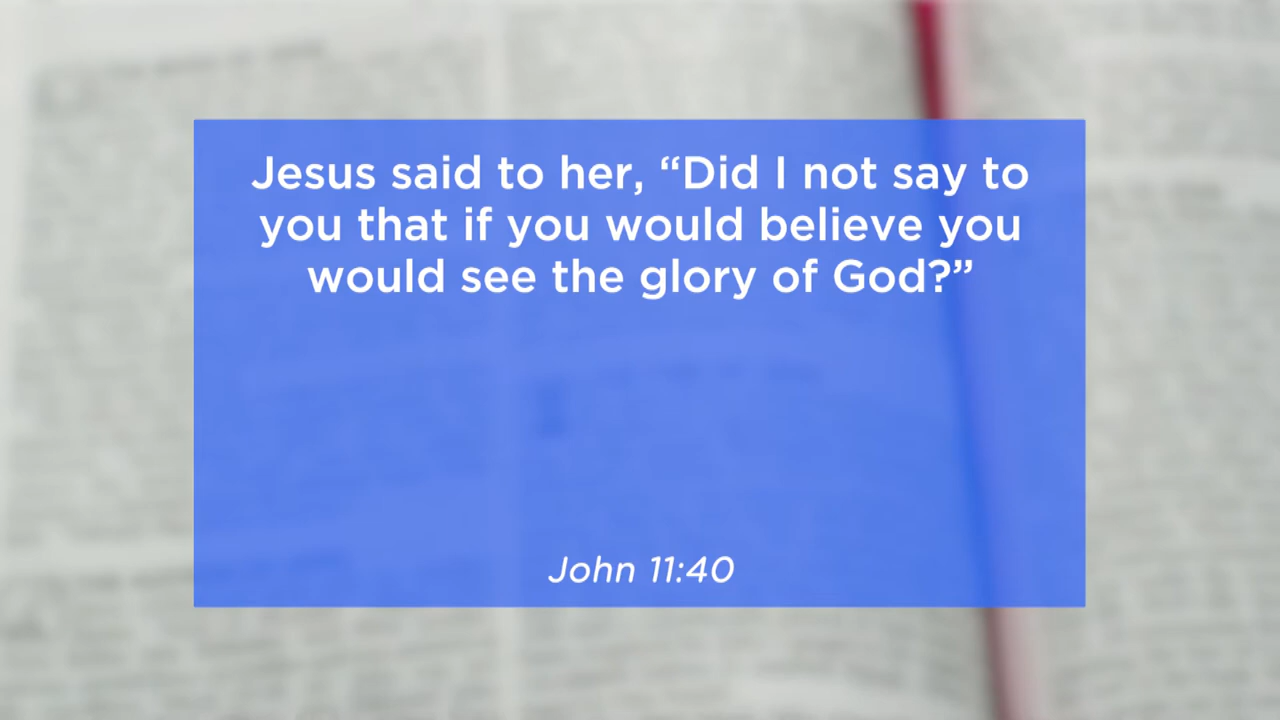 Jesus said to her, “Did I not say to
you that if you would believe you
would see the glory of God?”
John 11:40